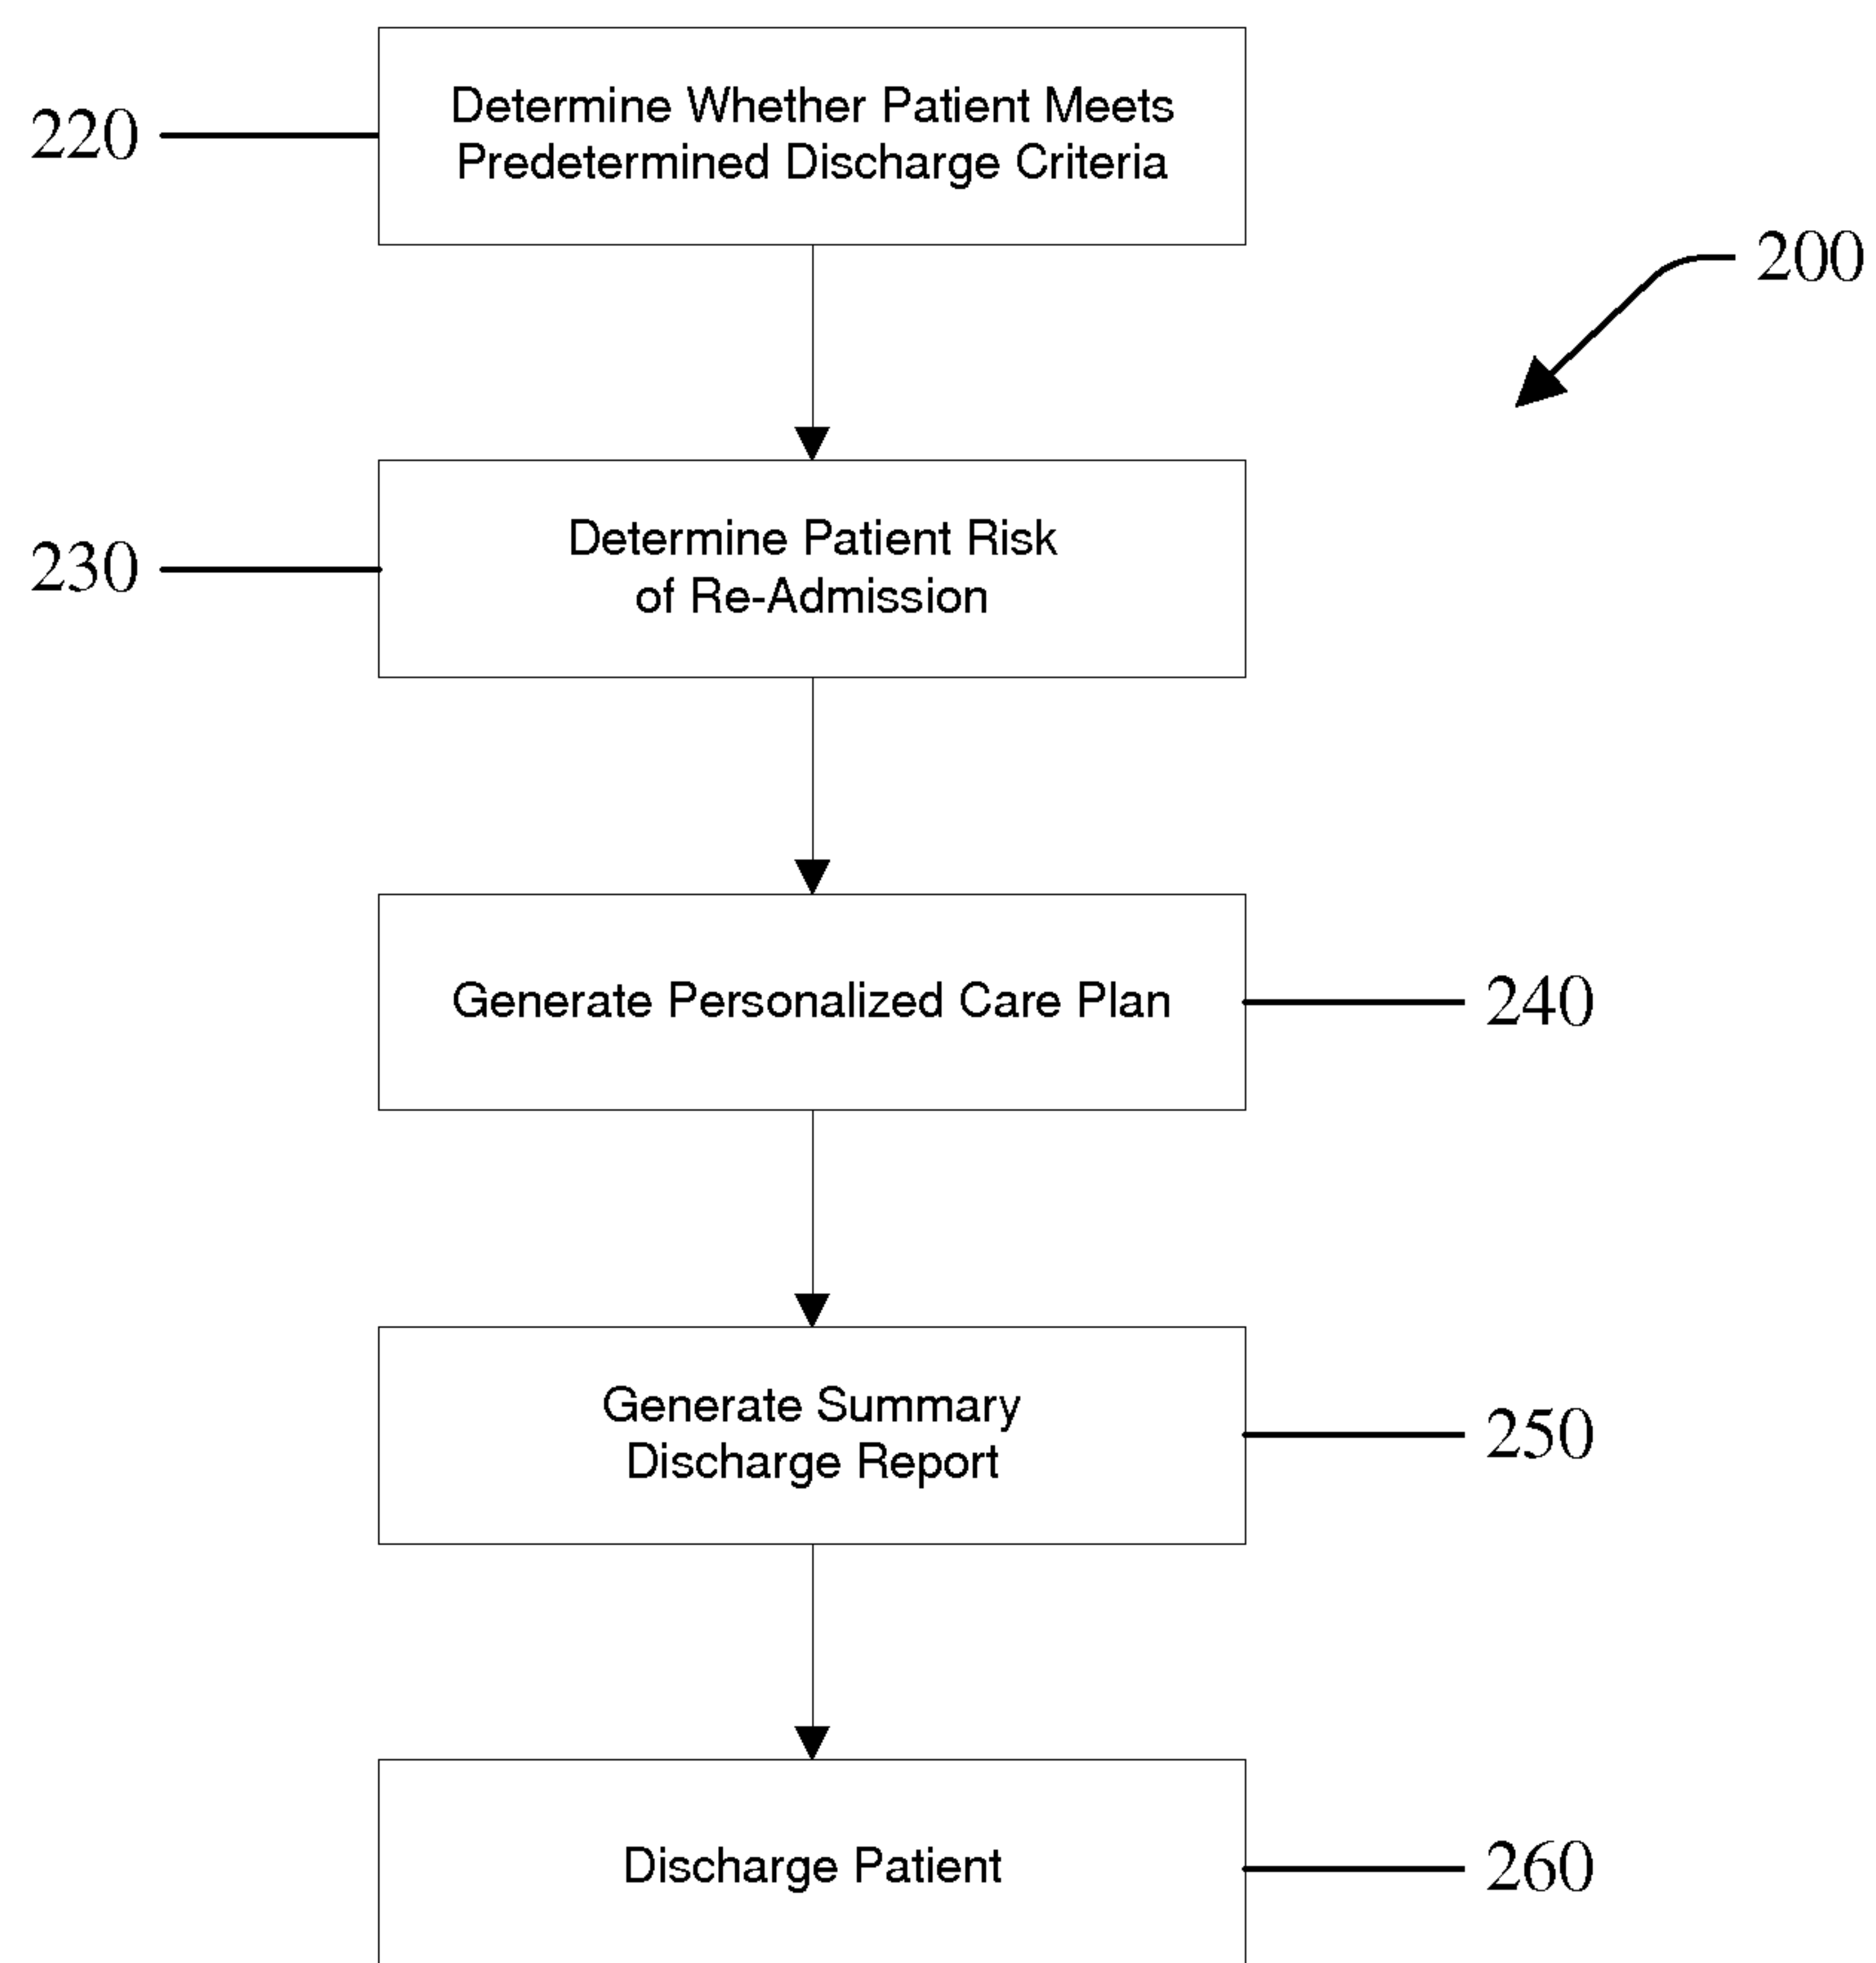 220
Determine Whether Patient Meets
Predetermined Discharge Criteria
200
230
Determine Patient Risk
of Re-Admission
Generate Personalized Care Plan
240
Generate Summary
Discharge Report
250
Discharge Patient
260